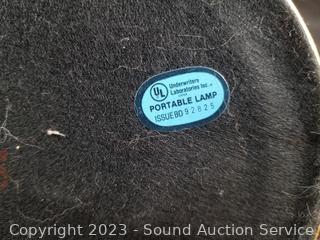 UL
Underwriters
Laboratories Inc.®
PORTABLE LAMP
ISSUE BD 92825
Copyright 2023 - Sound Auction Service